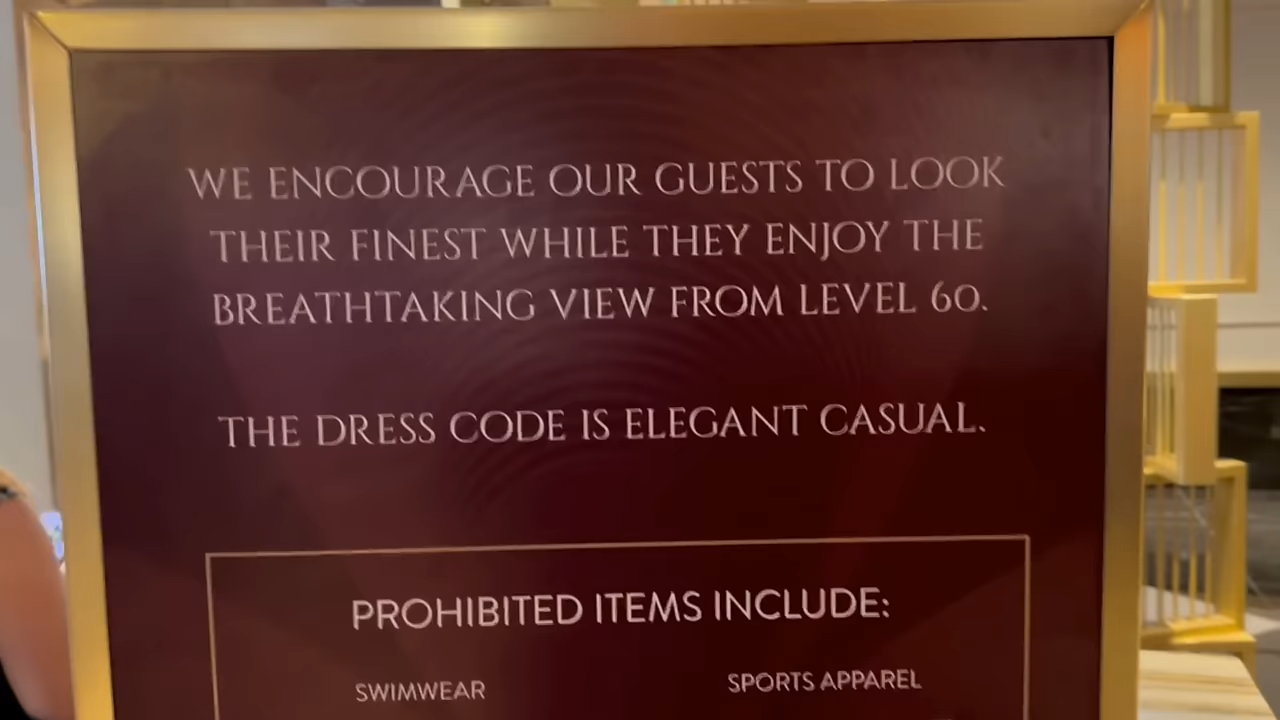 WE ENCOURAGE OUR GUESTS TO LOOK
THEIR FINEST WHILE THEY ENJOY THE
BREATHTAKING VIEW FROM LEVEL 60.
THE DRESS CODE IS ELEGANT CASUAL.
PROHIBITED ITEMS INCLUDE:
SWIMWEAR SPORTS APPAREL